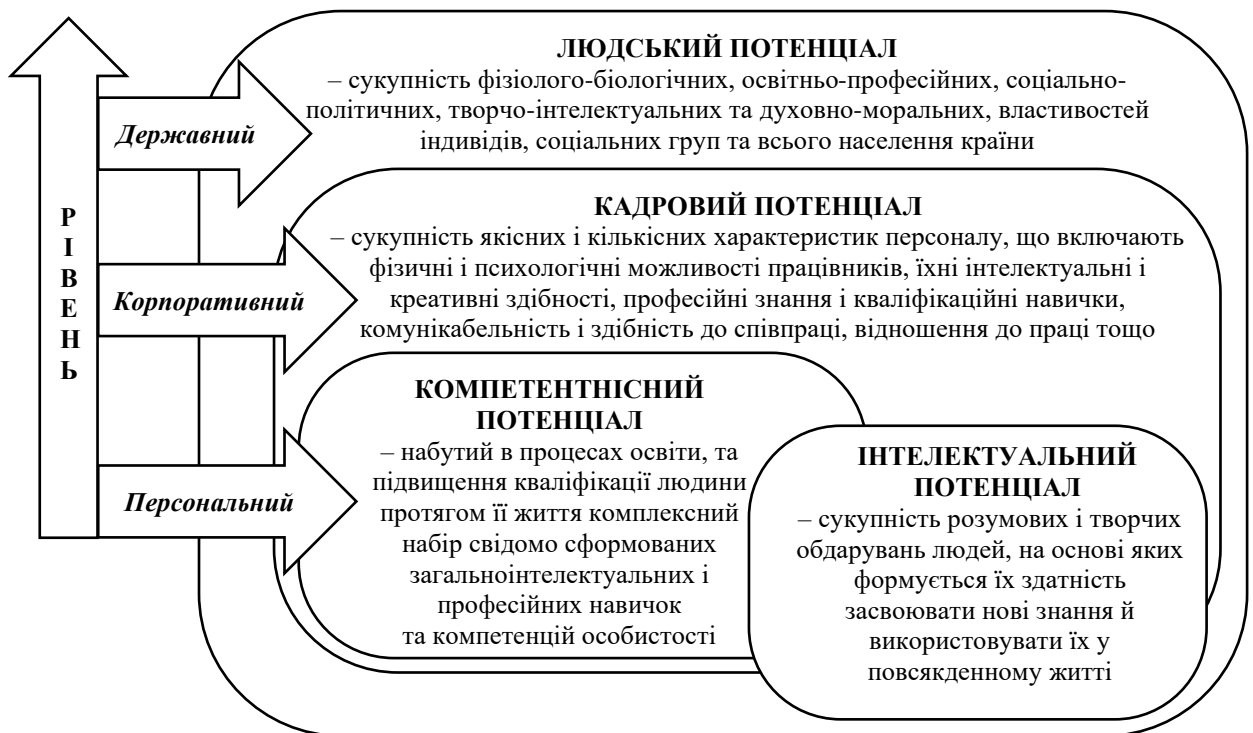 ЛЮДСЬКИЙ ПОТЕНЦІАЛ
– сукупність фізіолого-біологічних, освітньо-професійних, соціально-
політичних, творчо-інтелектуальних та духовно-моральних, властивостей
індивідів, соціальних груп та всього населення країни
Державний
РІВЕНЬ
КАДРОВИЙ ПОТЕНЦІАЛ
– сукупність якісних і кількісних характеристик персоналу, що включають
фізичні і психологічні можливості працівників, їхні інтелектуальні і
креативні здібності, професійні знання і кваліфікаційні навички,
комунікабельність і здібність до співпраці, відношення до праці тощо
Корпоративний
КОМПЕТЕНТНІСНИЙ
ПОТЕНЦІАЛ
– набутий в процесах освіти, та
підвищення кваліфікації людини
протягом її життя комплексний
набір свідомо сформованих
загальноінтелектуальних і
професійних навичок
та компетенцій особистості
Персональний
ІНТЕЛЕКТУАЛЬНИЙ
ПОТЕНЦІАЛ
– сукупність розумових і творчих
обдарувань людей, на основі яких
формується їх здатність
засвоювати нові знання й
використовувати їх у
повсякденному житті